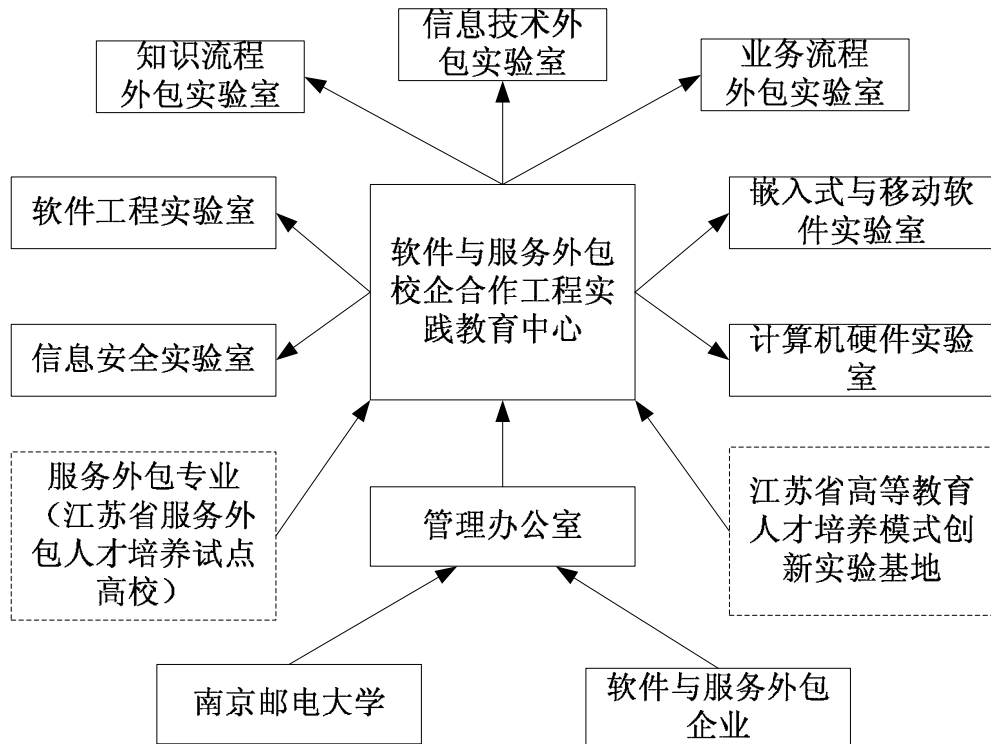 信息技术外
包实验室
知识流程
外包实验室
业务流程
外包实验室
软件工程实验室
嵌入式与移动软
件实验室
软件与服务外包
校企合作工程实
践教育中心
信息安全实验室
计算机硬件实验
室
服务外包专业
（江苏省服务外
包人才培养试点
高校）
管理办公室
江苏省高等教育
人才培养模式创
新实验基地
南京邮电大学
软件与服务外包
企业